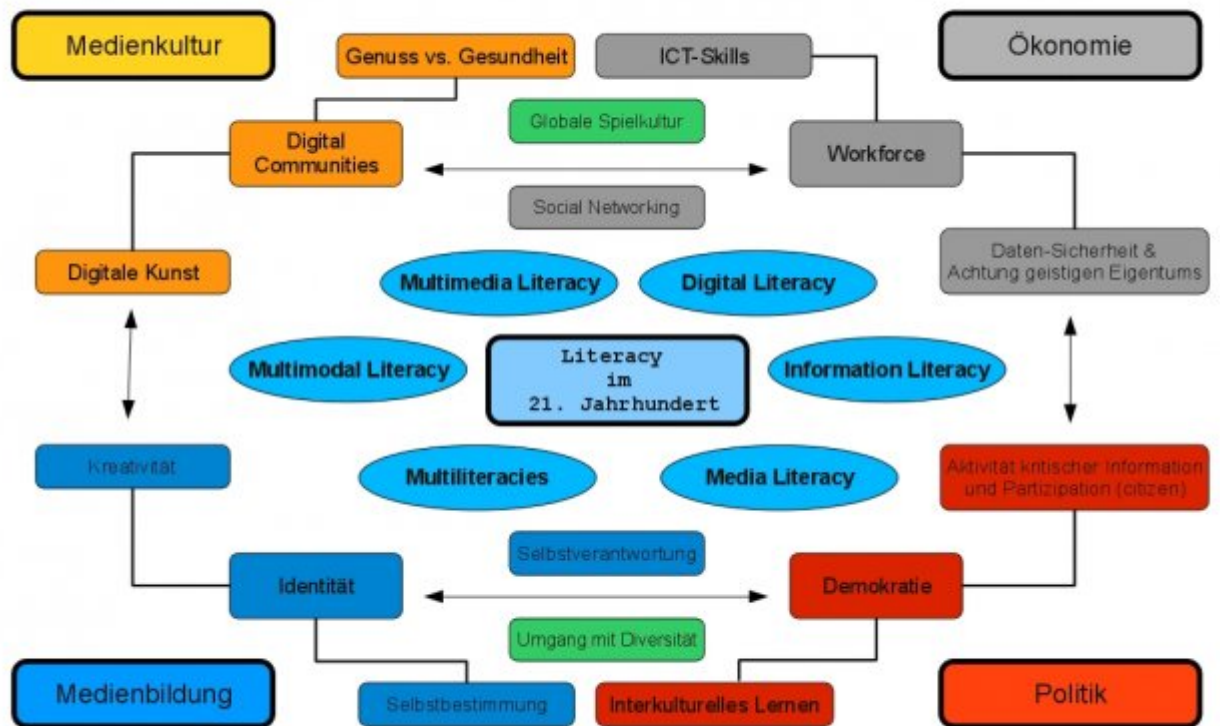 Medienkultur
Genuss vs. Gesundheit
ICT-Skills
Ökonomie
Globale Spielkultur
Digital
Communities
Workforce
Social Networking
Digitale Kunst
Daten-Sicherheit &
Achtung geistigen Eigentums
Multimedia Literacy
Digital Literacy
Multimodal Literacy
Literacy
im
21. Jahrhundert
Information Literacy
Kreativität
Multiliteracies
Media Literacy
Aktivität kritischer Information
und Partizipation (citizen)
Selbstverantwortung
Identität
Demokratie
Umgang mit Diversität
Medienbildung
Selbstbestimmung
Interkulturelles Lernen
Politik